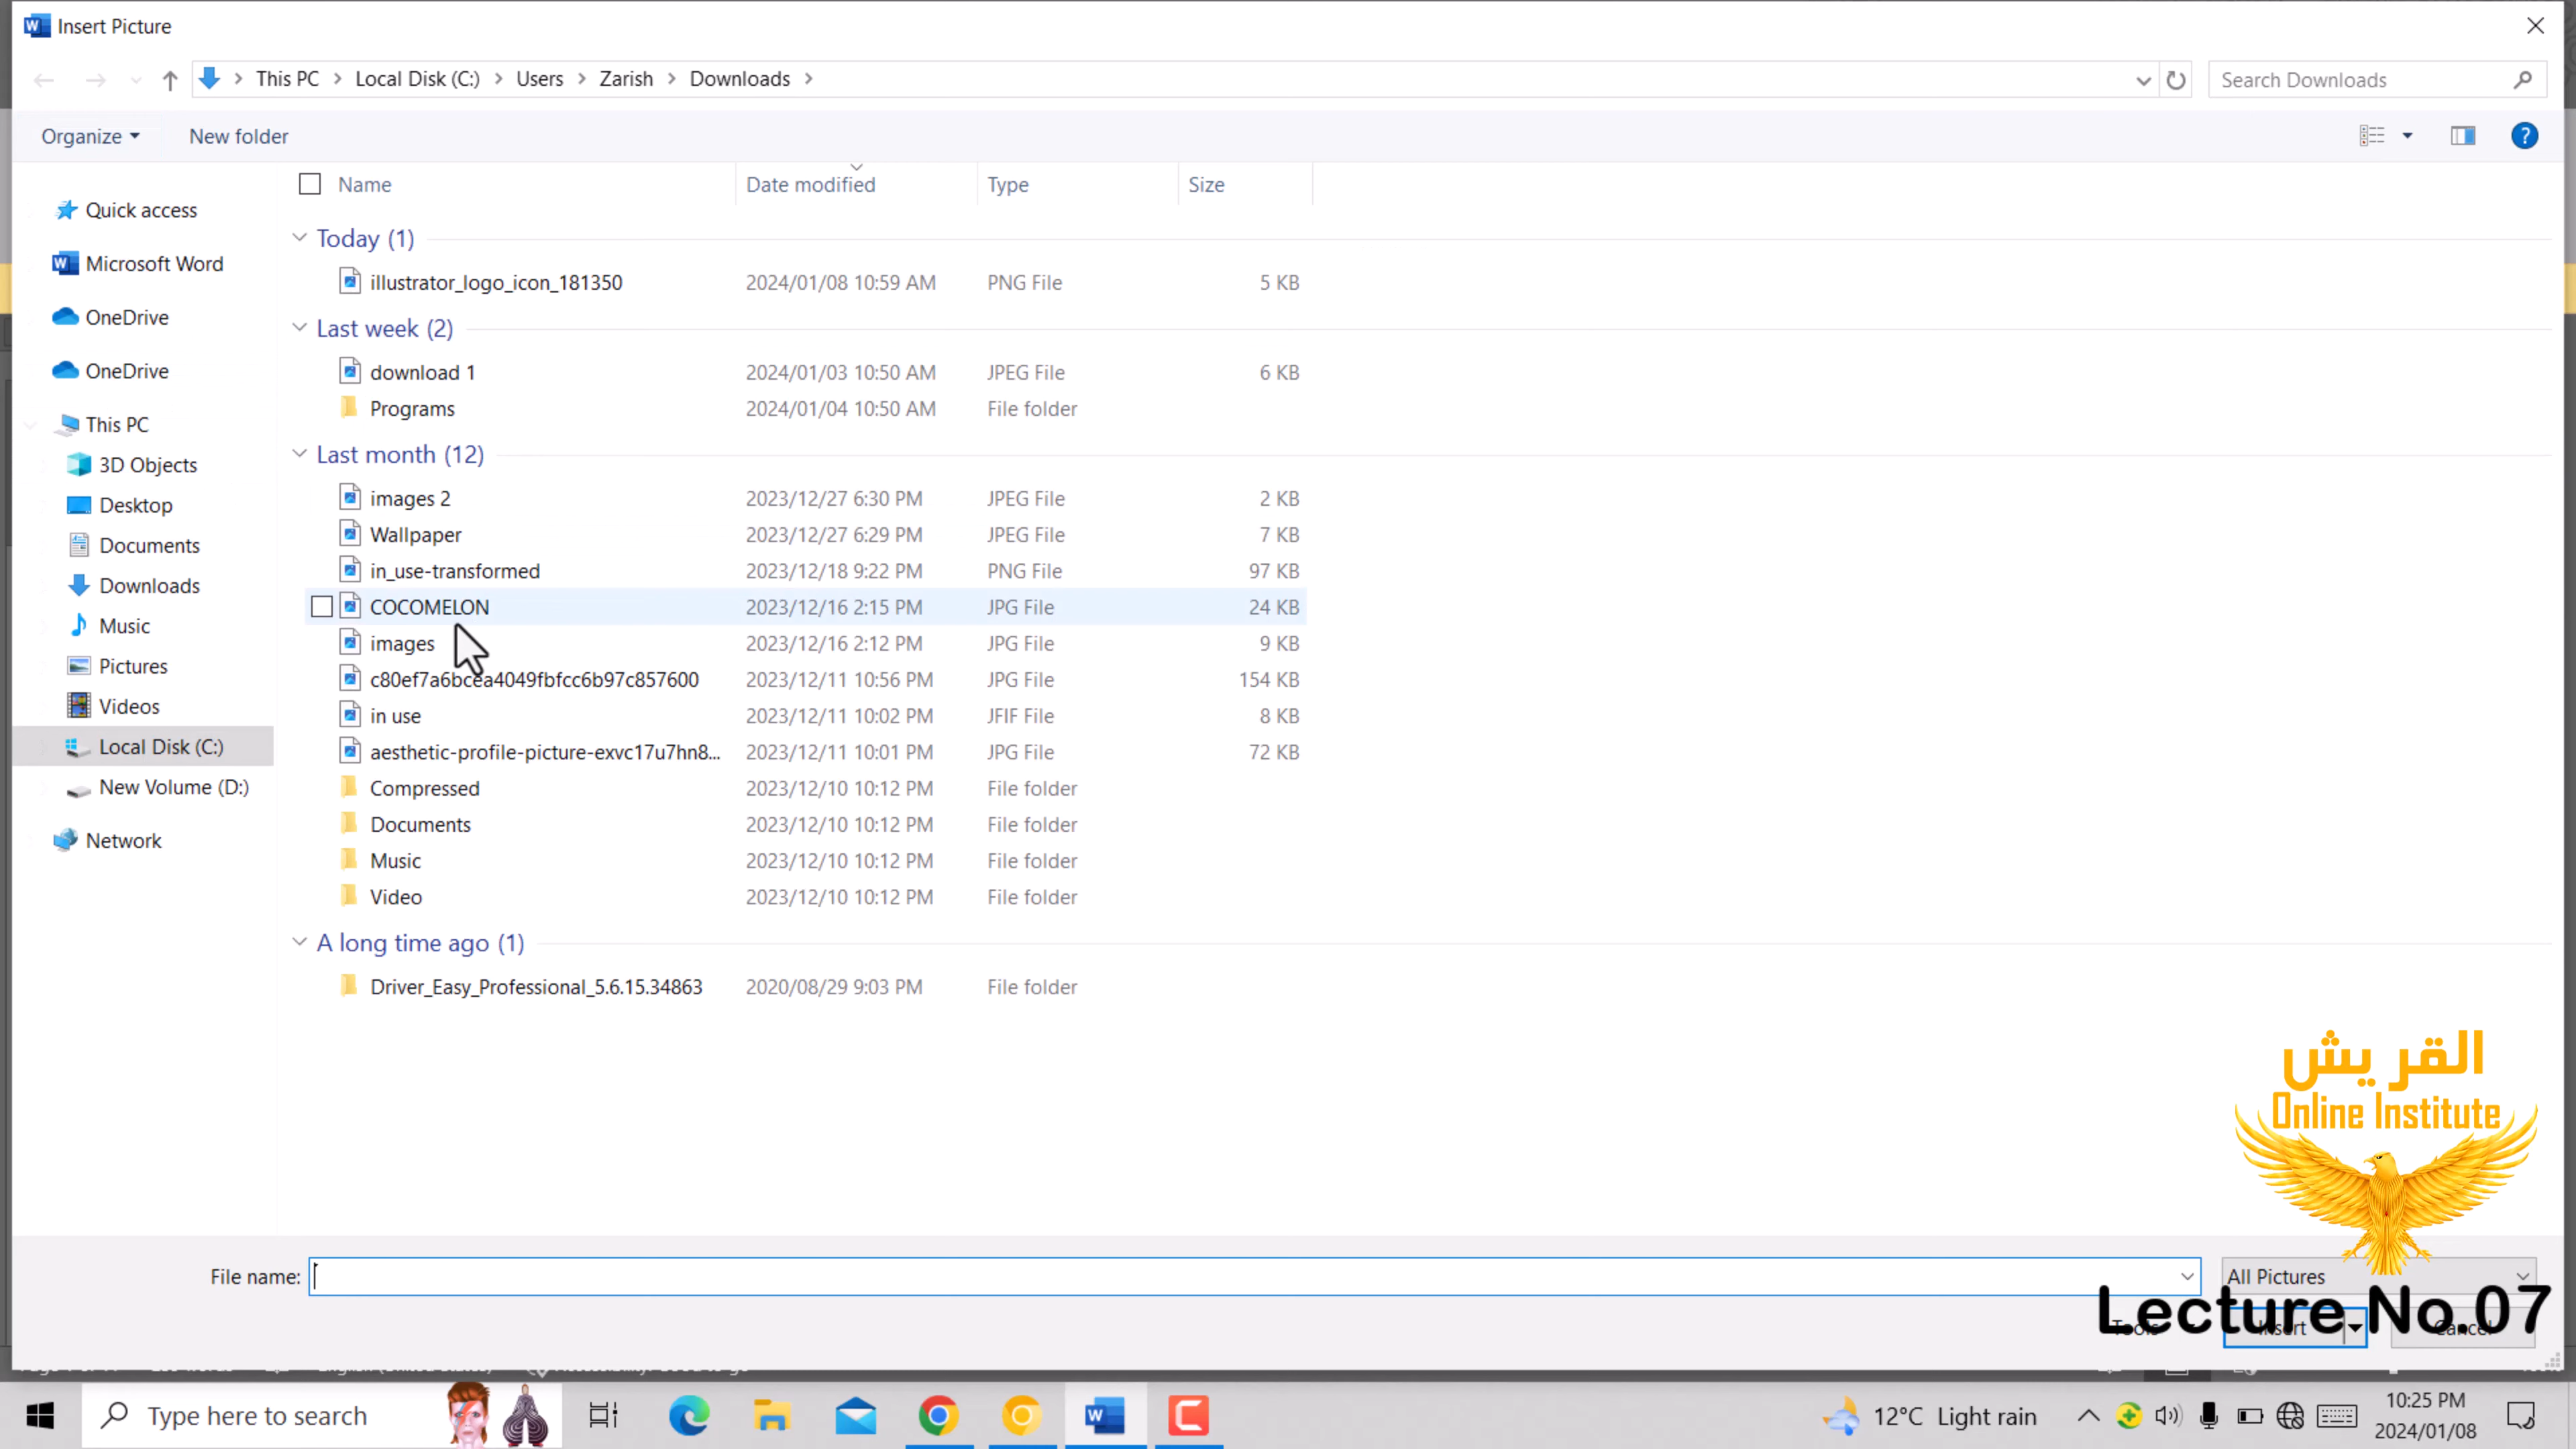 Insert Picture
This PC > Local Disk (C:) > Users > Zarish > Downloads >
Search Downloads
Organize
New folder
Name
Date modified
Type
Size
Quick access
Microsoft Word
OneDrive
OneDrive
This PC
3D Objects
Desktop
Documents
Downloads
Music
Pictures
Videos
Local Disk (C:)
New Volume (D:)
Network
Today (1)
illustrator_logo_icon_181350 2024/01/08 10:59 AM PNG File 5 KB
Last week (2)
download 1 2024/01/03 10:50 AM JPEG File 6 KB
Programs 2024/01/04 10:50 AM File folder
Last month (12)
images 2 2023/12/27 6:30 PM JPEG File 2 KB
Wallpaper 2023/12/27 6:29 PM JPEG File 7 KB
in_use-transformed 2023/12/18 9:22 PM PNG File 97 KB
COCOMELON 2023/12/16 2:15 PM JPG File 24 KB
images 2023/12/16 2:12 PM JPG File 9 KB
c80ef7a6bcea4049fbfcc6b97c857600 2023/12/11 10:56 PM JPG File 154 KB
in use 2023/12/11 10:02 PM JFIF File 8 KB
aesthetic-profile-picture-exvc17u7hn8... 2023/12/11 10:01 PM JPG File 72 KB
Compressed 2023/12/10 10:12 PM File folder
Documents 2023/12/10 10:12 PM File folder
Music 2023/12/10 10:12 PM File folder
Video 2023/12/10 10:12 PM File folder
A long time ago (1)
Driver_Easy_Professional_5.6.15.34863 2020/08/29 9:03 PM File folder
القريش
Online Institute
File name:
All Pictures
Lecture No 07
Tools
Insert
Cancel
Type here to search
12°C Light rain
10:25 PM
2024/01/08